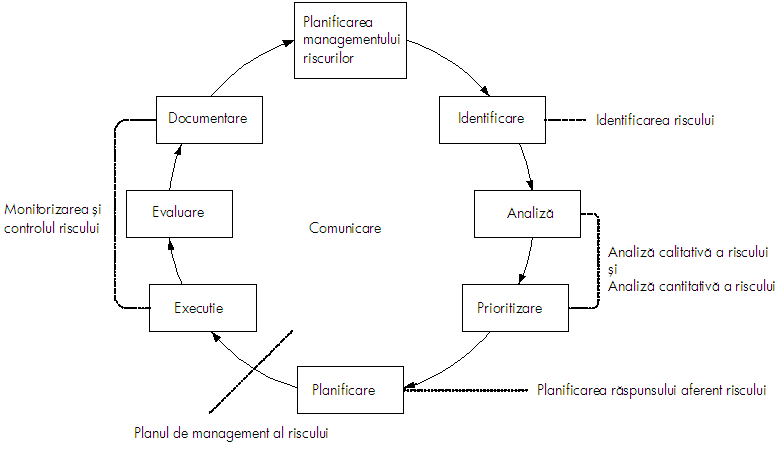 Planificarea
managementului
riscurilor
Documentare
Identificare
Identificarea riscului
Monitorizarea și
controlul riscului
Evaluare
Analiză
Comunicare
Analiză calitativă a riscului
și
Analiză cantitativă a riscului
Executie
Prioritizare
Planificare
Planificarea răspunsului aferent riscului
Planul de management al riscului